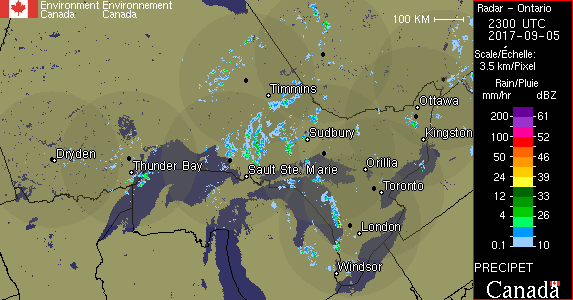 Environment Environnement
Canada Canada
100 KM
Timmins
Ottawa
Sudbury
Kingston
Dryden
Thunder Bay
Sault Ste. Marie
Orillia
Toronto
London
Windsor
Radar - Ontario
2300 UTC
2017-09-05
Scale/Échelle:
3.5 km/Pixel
Rain/Pluie
mm/hr dBZ
200 61
100 52
50 46
24 39
12 33
4 26
0.1 10
PRECIPET
Canada